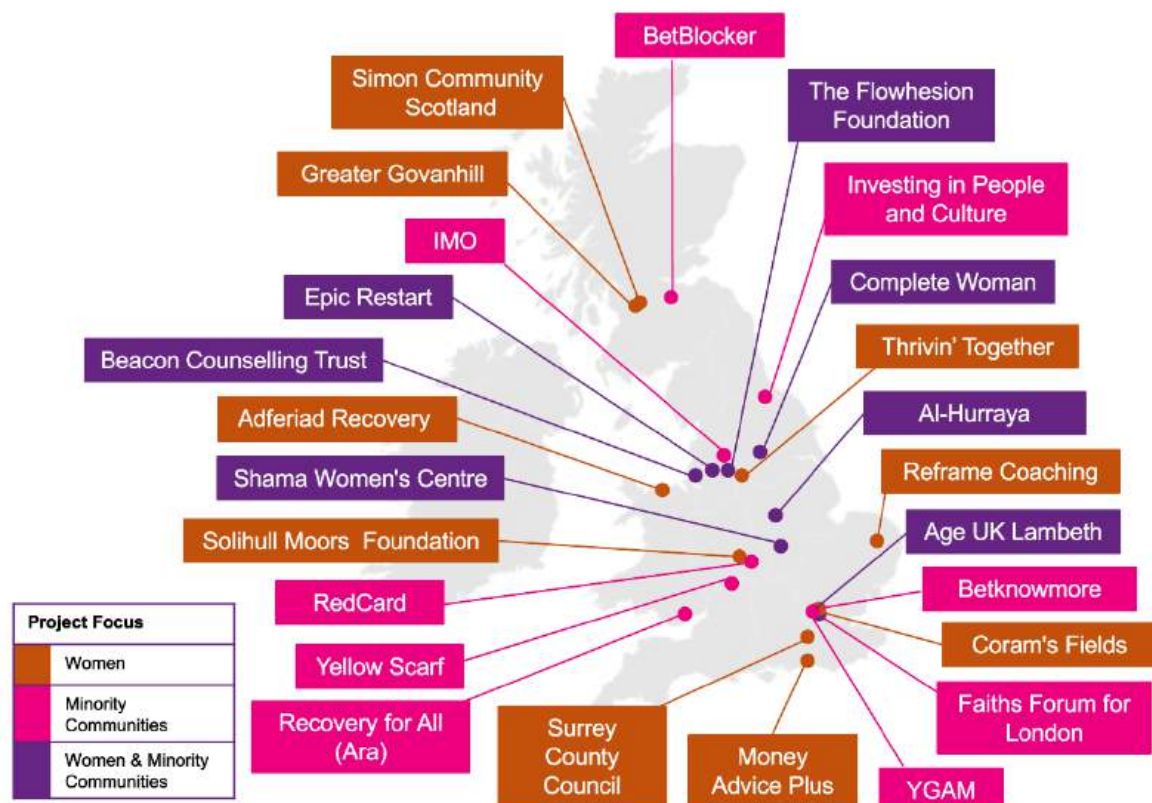 BetBlocker
Simon Community
Scotland
The Flowhesion
Foundation
Greater Govanhill
Investing in People
and Culture
IMO
Epic Restart
Complete Woman
Beacon Counselling Trust
Thrivin' Together
Adferiad Recovery
Al-Hurraya
Shama Women's Centre
Reframe Coaching
Solihull Moors Foundation
Age UK Lambeth
RedCard
Betknowmore
Yellow Scarf
Coram's Fields
Recovery for All
(Ara)
Surrey
County
Council
Money
Advice Plus
Faiths Forum for
London
YGAM
Project Focus
Women
Minority
Communities
Women & Minority
Communities